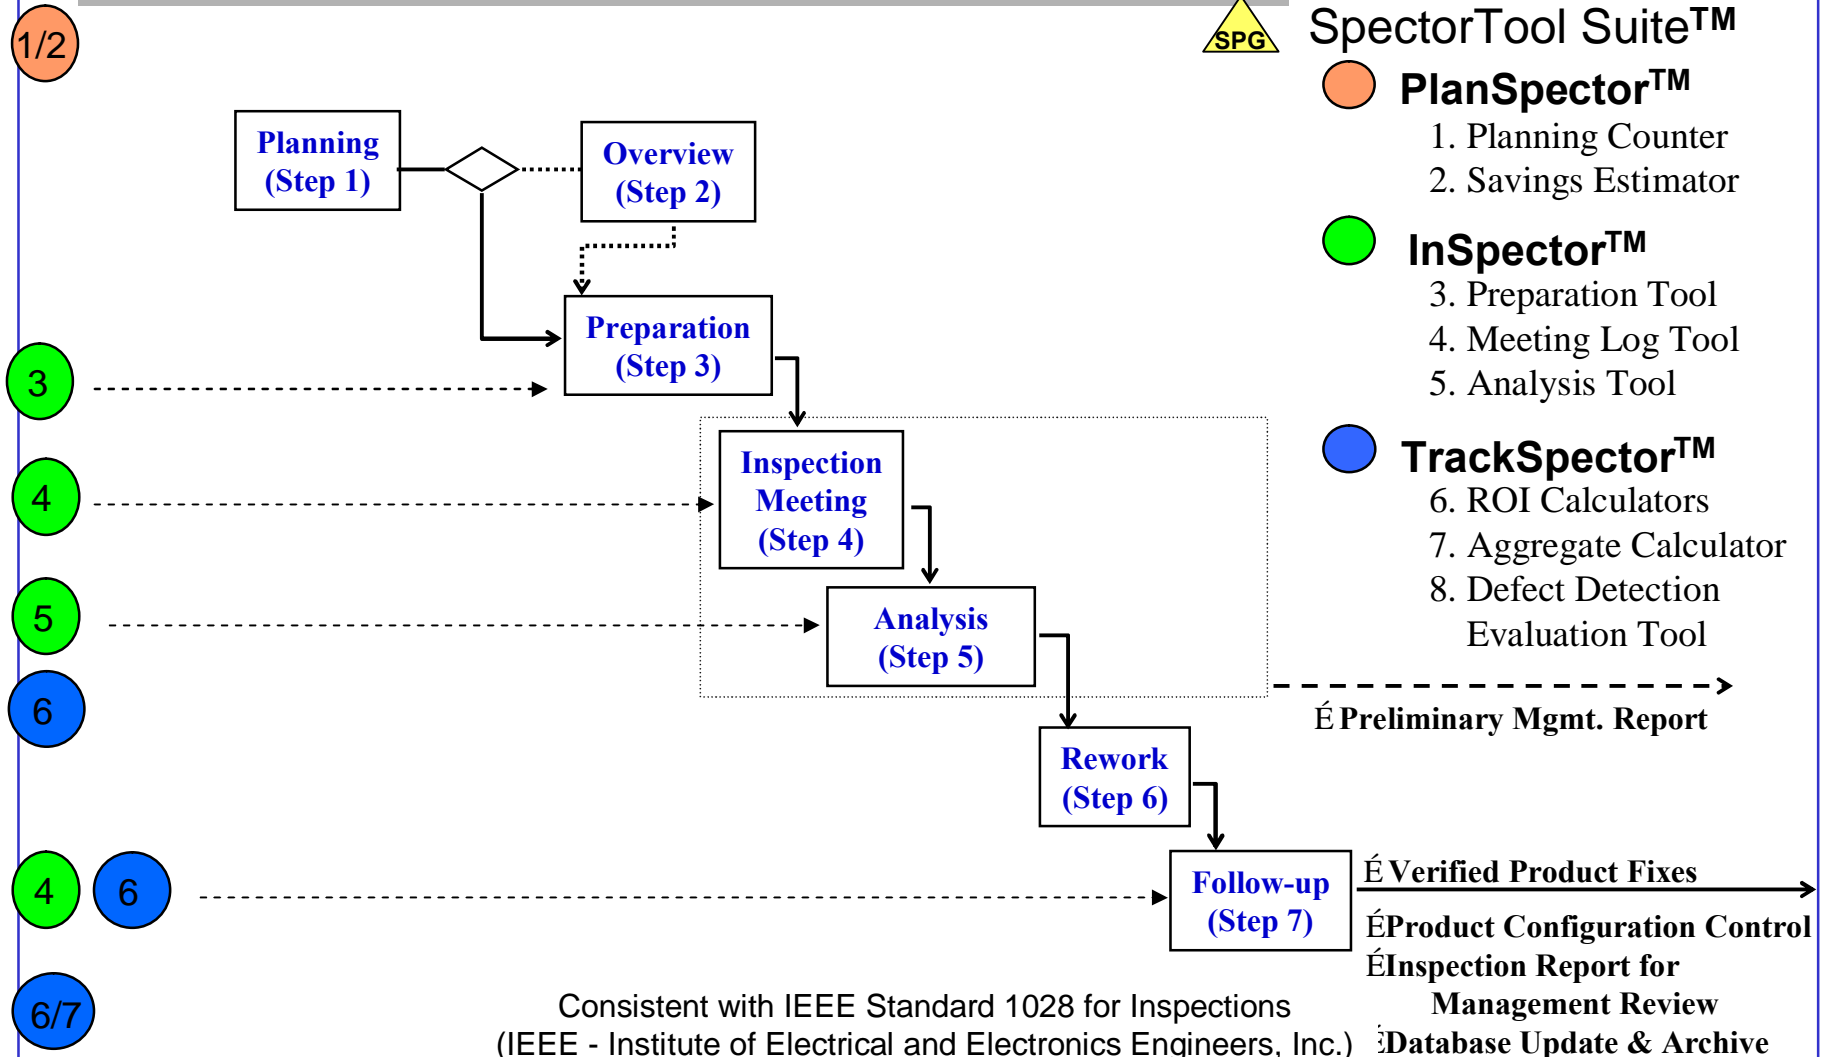 1/2
SPG
SpectorTool Suite™
PlanSpector™
1. Planning Counter
2. Savings Estimator
InSpector™
3. Preparation Tool
4. Meeting Log Tool
5. Analysis Tool
TrackSpector™
6. ROI Calculators
7. Aggregate Calculator
8. Defect Detection
Evaluation Tool
Planning
(Step 1)
Overview
(Step 2)
Preparation
(Step 3)
3
Inspection
Meeting
(Step 4)
4
Analysis
(Step 5)
5
6
É Preliminary Mgmt. Report
Rework
(Step 6)
4
6
Follow-up
(Step 7)
É Verified Product Fixes
ÉProduct Configuration Control
ÉInspection Report for
Management Review
ÉDatabase Update & Archive
6/7
Consistent with IEEE Standard 1028 for Inspections
(IEEE - Institute of Electrical and Electronics Engineers, Inc.)